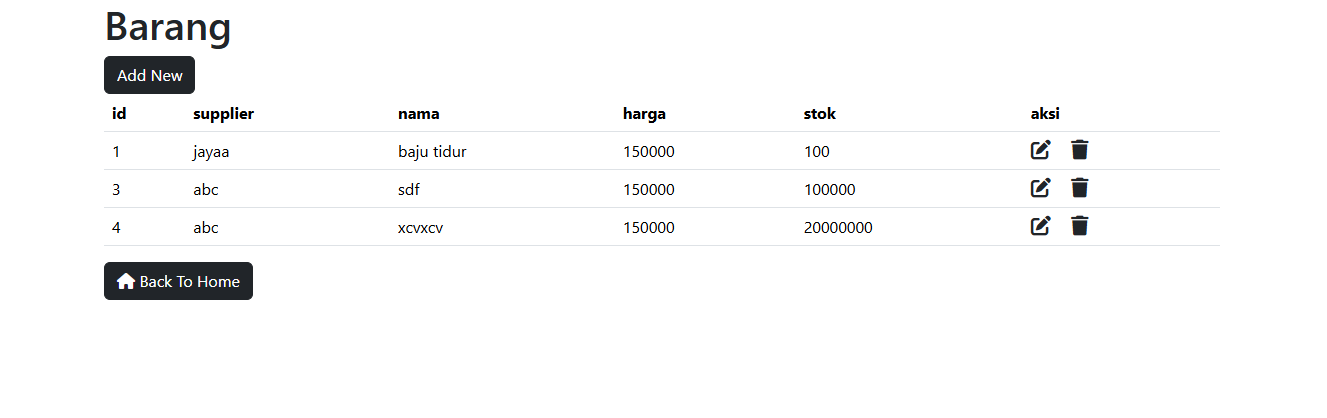 Barang
Add New
id supplier nama harga stok aksi
1 jayaa baju tidur 150000 100
3 abc sdf 150000 100000
4 abc xcvxcv 150000 20000000
Back To Home